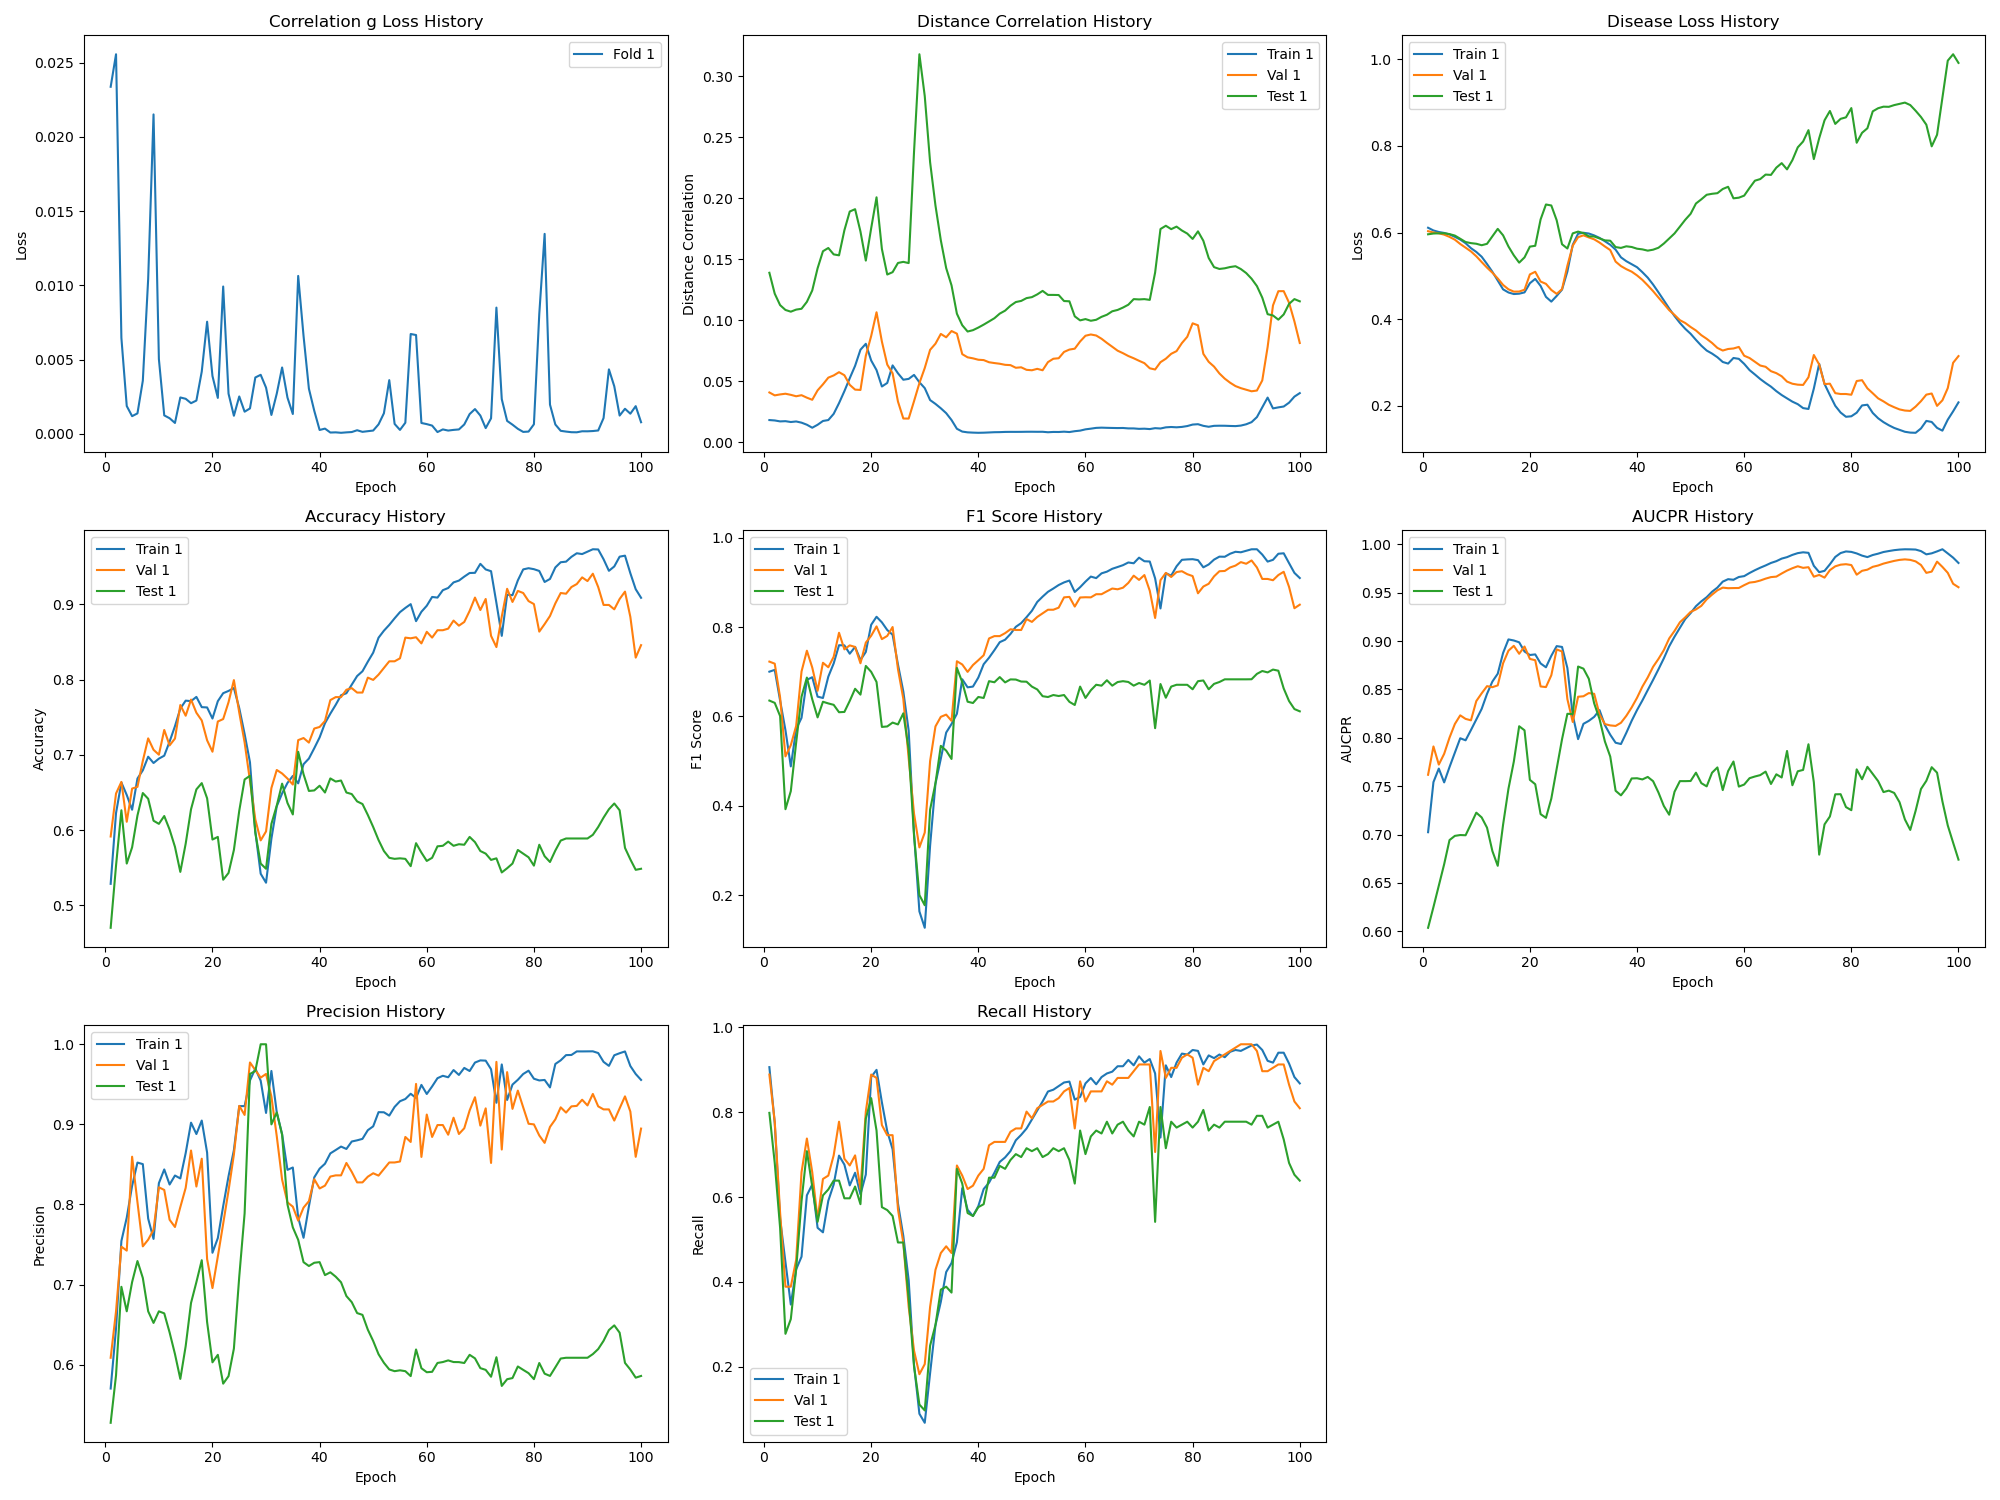 Correlation g Loss History
Loss
0.025
0.020
0.015
0.010
0.005
0.000
Fold 1
0 20 40 60 80 100
Epoch
Distance Correlation History
Distance Correlation
0.30
0.25
0.20
0.15
0.10
0.05
0.00
Train 1
Val 1
Test 1
0 20 40 60 80 100
Epoch
Disease Loss History
Loss
1.0
0.8
0.6
0.4
0.2
Train 1
Val 1
Test 1
0 20 40 60 80 100
Epoch
Accuracy History
Accuracy
0.9
0.8
0.7
0.6
0.5
Train 1
Val 1
Test 1
0 20 40 60 80 100
Epoch
F1 Score History
F1 Score
1.0
0.8
0.6
0.4
0.2
Train 1
Val 1
Test 1
0 20 40 60 80 100
Epoch
AUCPR History
AUCPR
1.00
0.95
0.90
0.85
0.80
0.75
0.70
0.65
0.60
Train 1
Val 1
Test 1
0 20 40 60 80 100
Epoch
Precision History
Precision
1.0
0.9
0.8
0.7
0.6
Train 1
Val 1
Test 1
0 20 40 60 80 100
Epoch
Recall History
Recall
1.0
0.8
0.6
0.4
0.2
Train 1
Val 1
Test 1
0 20 40 60 80 100
Epoch